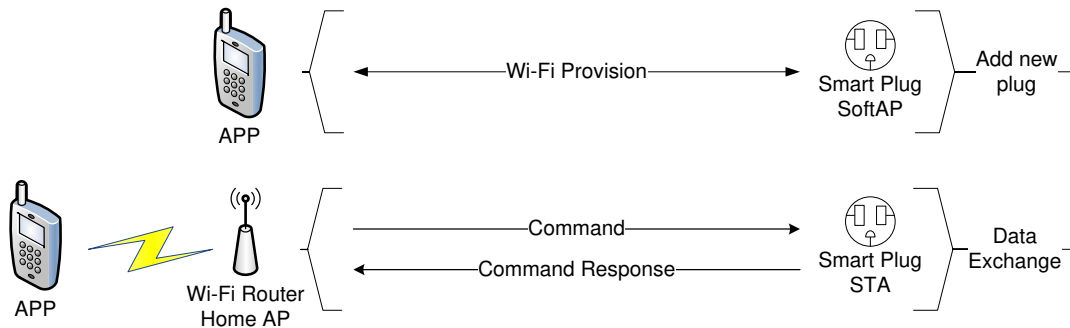 Wi-Fi Provision
Smart Plug
SoftAP
Add new
plug
APP
Command
Command Response
Smart Plug
STA
Data
Exchange
Wi-Fi Router
Home AP
APP